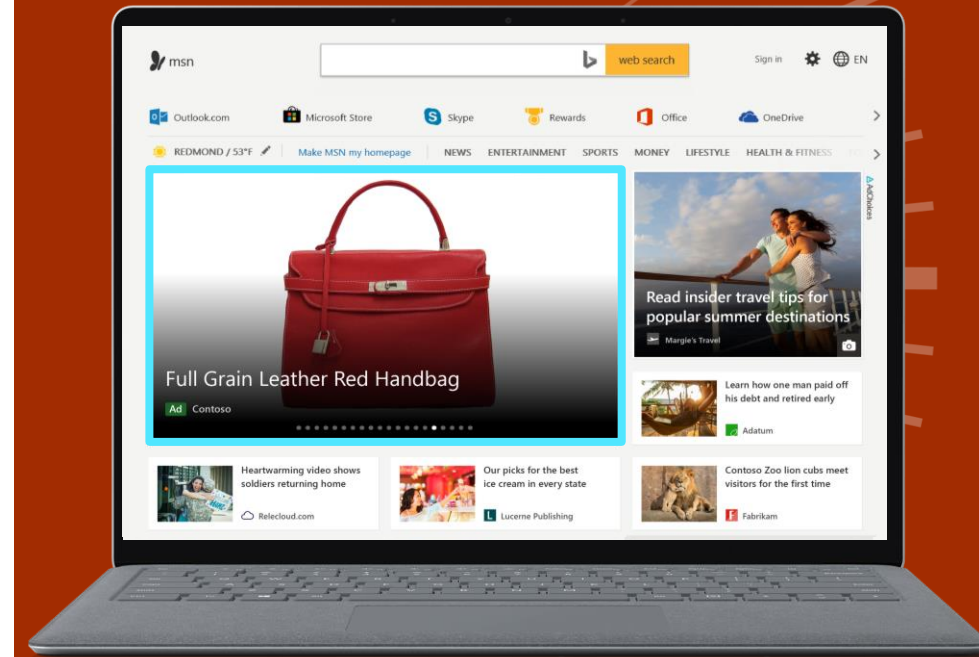 msn
web search
Sign in
EN
Outlook.com
Microsoft Store
Skype
Rewards
Office
OneDrive
REDMOND / 53°F
Make MSN my homepage
NEWS
ENTERTAINMENT
SPORTS
MONEY
LIFESTYLE
HEALTH & FITNESS
AdChoices
Full Grain Leather Red Handbag
Ad Contoso
Read insider travel tips for
popular summer destinations
Margie's Travel
Learn how one man paid off
his debt and retired early
Adatum
Heartwarming video shows
soldiers returning home
Relecloud.com
Our picks for the best
ice cream in every state
L Lucerne Publishing
Contoso Zoo lion cubs meet
visitors for the first time
F Fabrikam